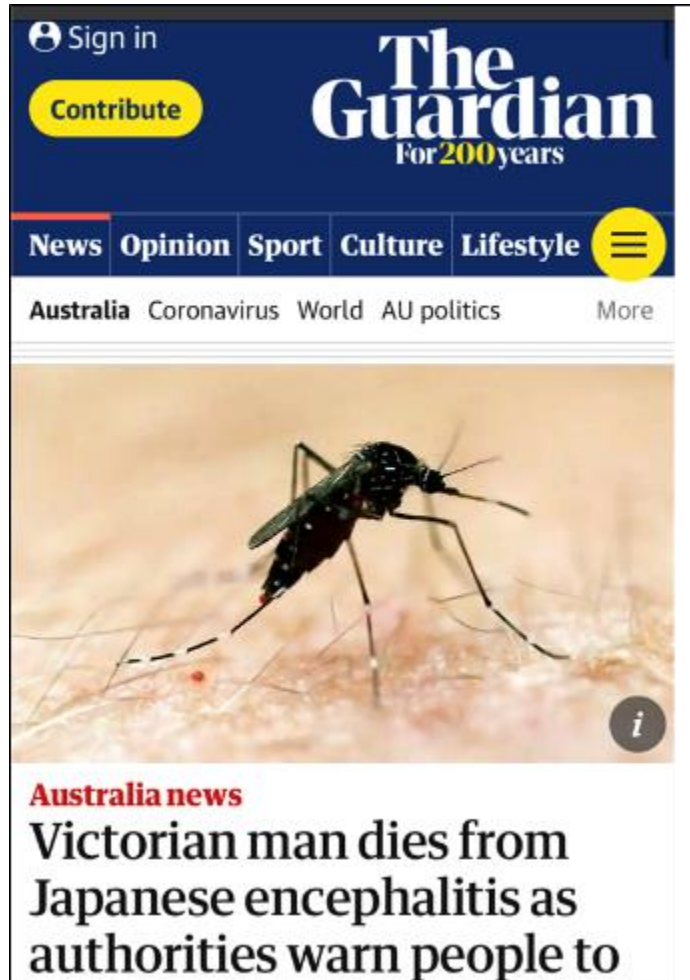 Sign in
Contribute
The
Guardian
For 200 years
News Opinion Sport Culture Lifestyle
Australia Coronavirus World AU politics More
i
Australia news
Victorian man dies from
Japanese encephalitis as
authorities warn people to